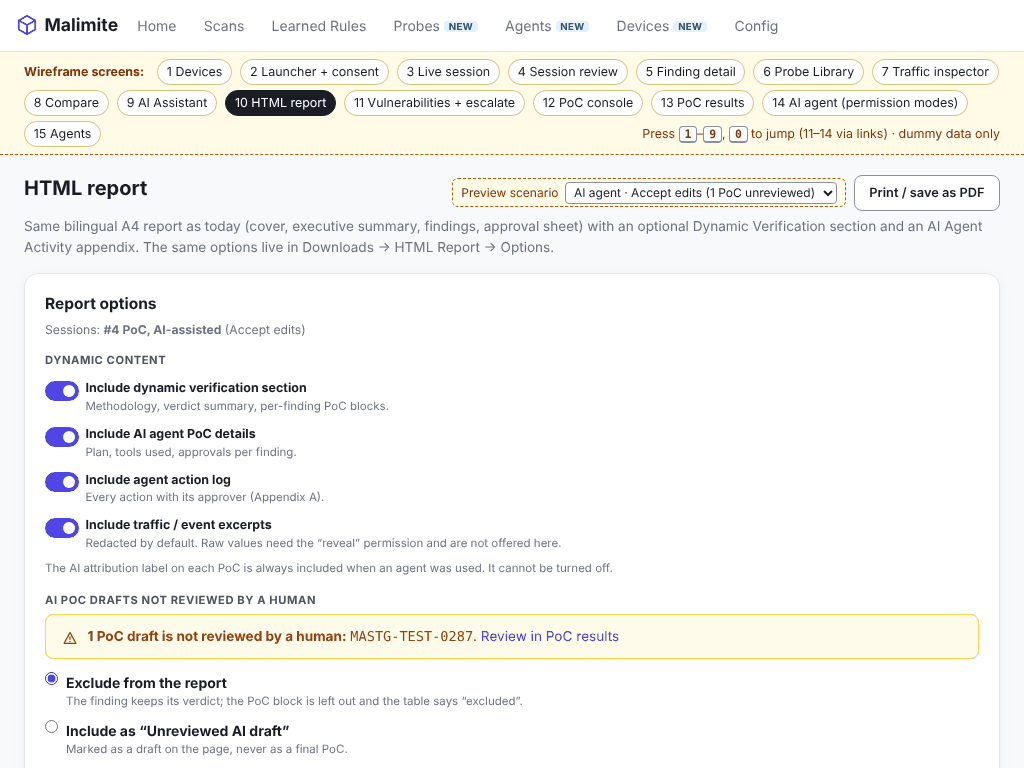 Malimite Home Scans Learned Rules Probes NEW Agents NEW Devices NEW Config
Wireframe screens: 1 Devices 2 Launcher + consent 3 Live session 4 Session review 5 Finding detail 6 Probe Library 7 Traffic inspector
8 Compare 9 AI Assistant 10 HTML report 11 Vulnerabilities + escalate 12 PoC console 13 PoC results 14 AI agent (permission modes)
15 Agents Press 1–9, 0 to jump (11–14 via links) · dummy data only
HTML report Preview scenario AI agent · Accept edits (1 PoC unreviewed) Print / save as PDF
Same bilingual A4 report as today (cover, executive summary, findings, approval sheet) with an optional Dynamic Verification section and an AI Agent
Activity appendix. The same options live in Downloads → HTML Report → Options.
Report options
Sessions: #4 PoC, AI-assisted (Accept edits)
DYNAMIC CONTENT
Include dynamic verification section
Methodology, verdict summary, per-finding PoC blocks.
Include AI agent PoC details
Plan, tools used, approvals per finding.
Include agent action log
Every action with its approver (Appendix A).
Include traffic / event excerpts
Redacted by default. Raw values need the “reveal” permission and are not offered here.
The AI attribution label on each PoC is always included when an agent was used. It cannot be turned off.
AI POC DRAFTS NOT REVIEWED BY A HUMAN
1 PoC draft is not reviewed by a human: MASTG-TEST-0287. Review in PoC results
Exclude from the report
The finding keeps its verdict; the PoC block is left out and the table says “excluded”.
Include as “Unreviewed AI draft”
Marked as a draft on the page, never as a final PoC.